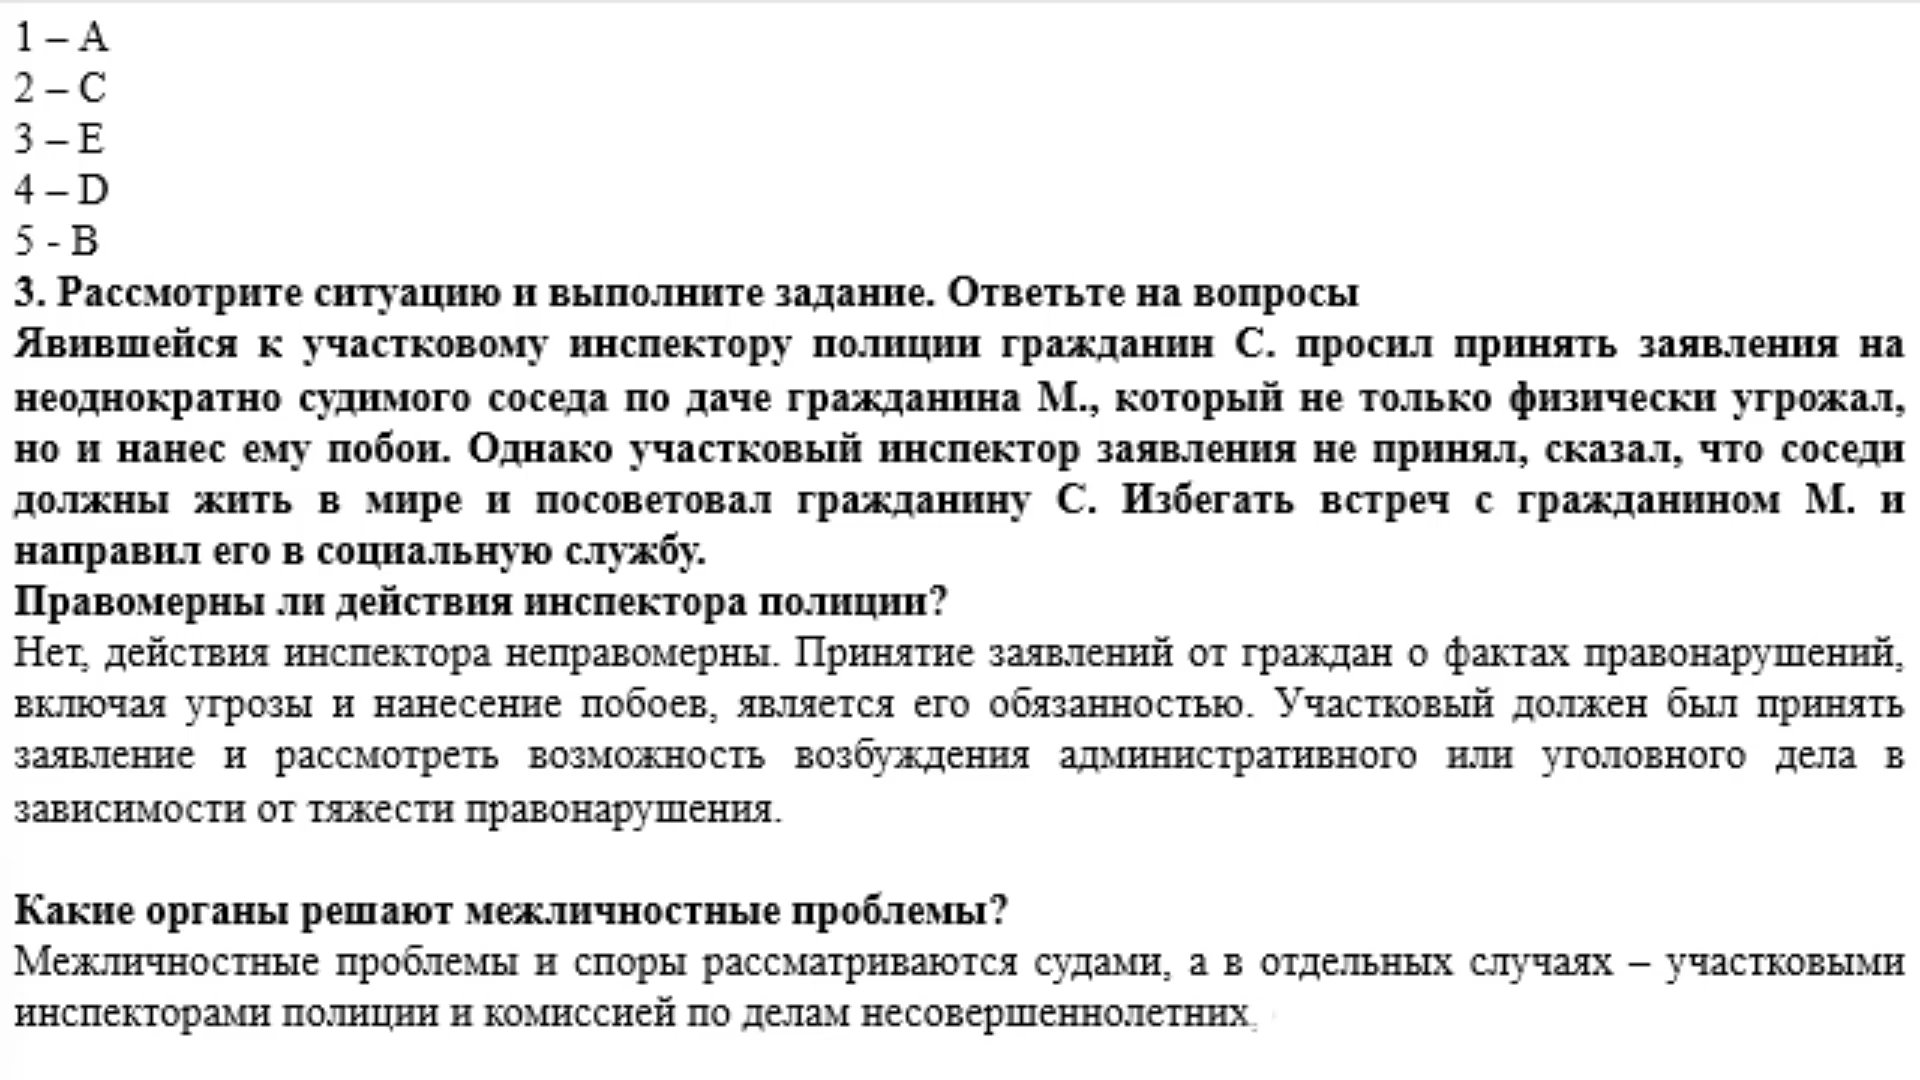 1 – A
2 – C
3 – E
4 – D
5 - B
3. Рассмотрите ситуацию и выполните задание. Ответьте на вопросы
Явившейся к участковому инспектору полиции гражданин С. просил принять заявления на
неоднократно судимого соседа по даче гражданина М., который не только физически угрожал,
но и нанес ему побои. Однако участковый инспектор заявления не принял, сказал, что соседи
должны жить в мире и посоветовал гражданину С. Избегать встреч с гражданином М. и
направил его в социальную службу.
Правомерны ли действия инспектора полиции?
Нет, действия инспектора неправомерны. Принятие заявлений от граждан о фактах правонарушений,
включая угрозы и нанесение побоев, является его обязанностью. Участковый должен был принять
заявление и рассмотреть возможность возбуждения административного или уголовного дела в
зависимости от тяжести правонарушения.
Какие органы решают межличностные проблемы?
Межличностные проблемы и споры рассматриваются судами, а в отдельных случаях – участковыми
инспекторами полиции и комиссией по делам несовершеннолетних,